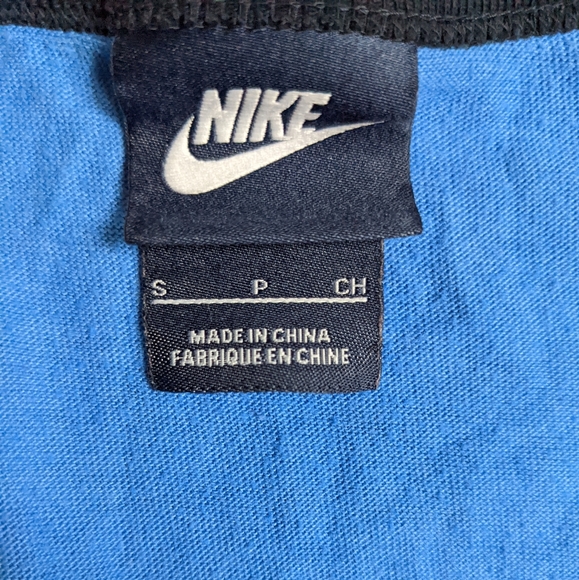 NIKE
S P CH
MADE IN CHINA
FABRIQUE EN CHINE